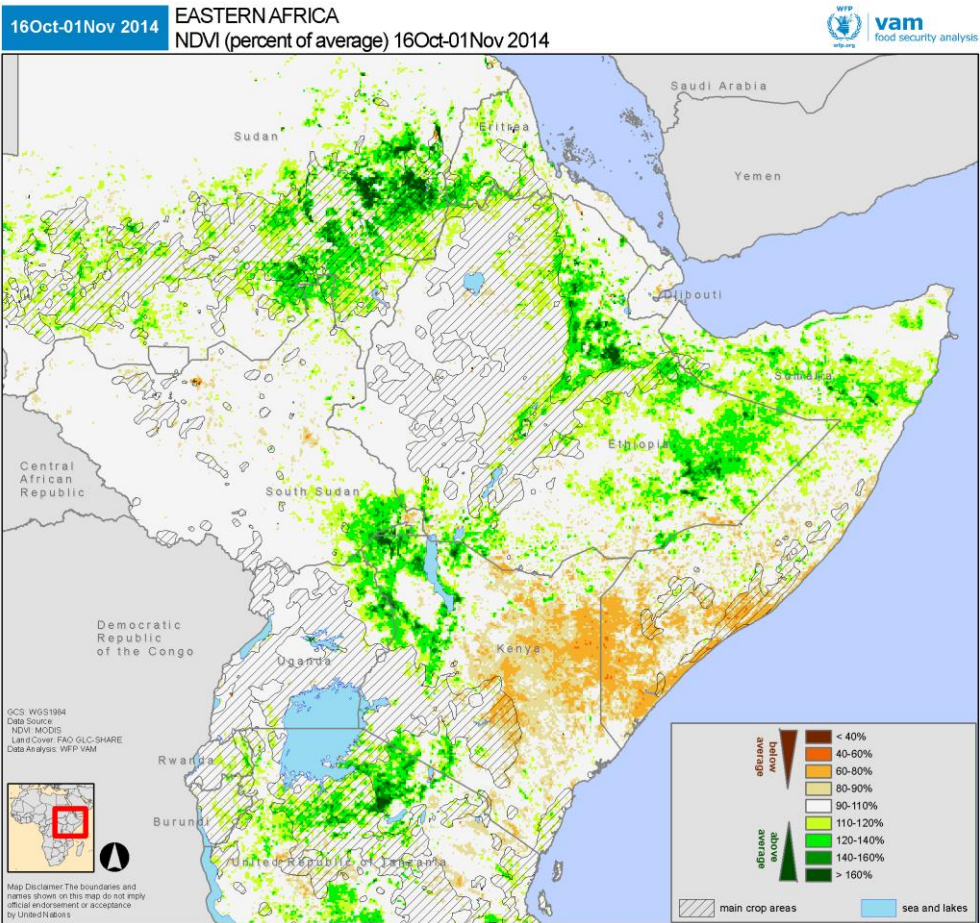 16Oct-01Nov 2014
EASTERN AFRICA
NDVI (percent of average) 16Oct-01Nov 2014
WFP
wfp.org
vam
food security analysis
Saudi Arabia
Sudan
Eritrea
Yemen
Djibouti
Somalia
Ethiopia
Central
African
Republic
South Sudan
Democratic
Republic
of the Congo
Kenya
Uganda
GCS: WGS1984
Data Source:
NDVI: MODIS
Land Cover: FAO GLC-SHARE
Data Analysis: WFP VAM
Rwanda
Burundi
United Republic of Tanzania
Map Disclaimer: The boundaries and
names shown on this map do not imply
official endorsement or acceptance
by United Nations
below
average
< 40%
40-60%
60-80%
80-90%
90-110%
above
average
110-120%
120-140%
140-160%
> 160%
main crop areas
sea and lakes